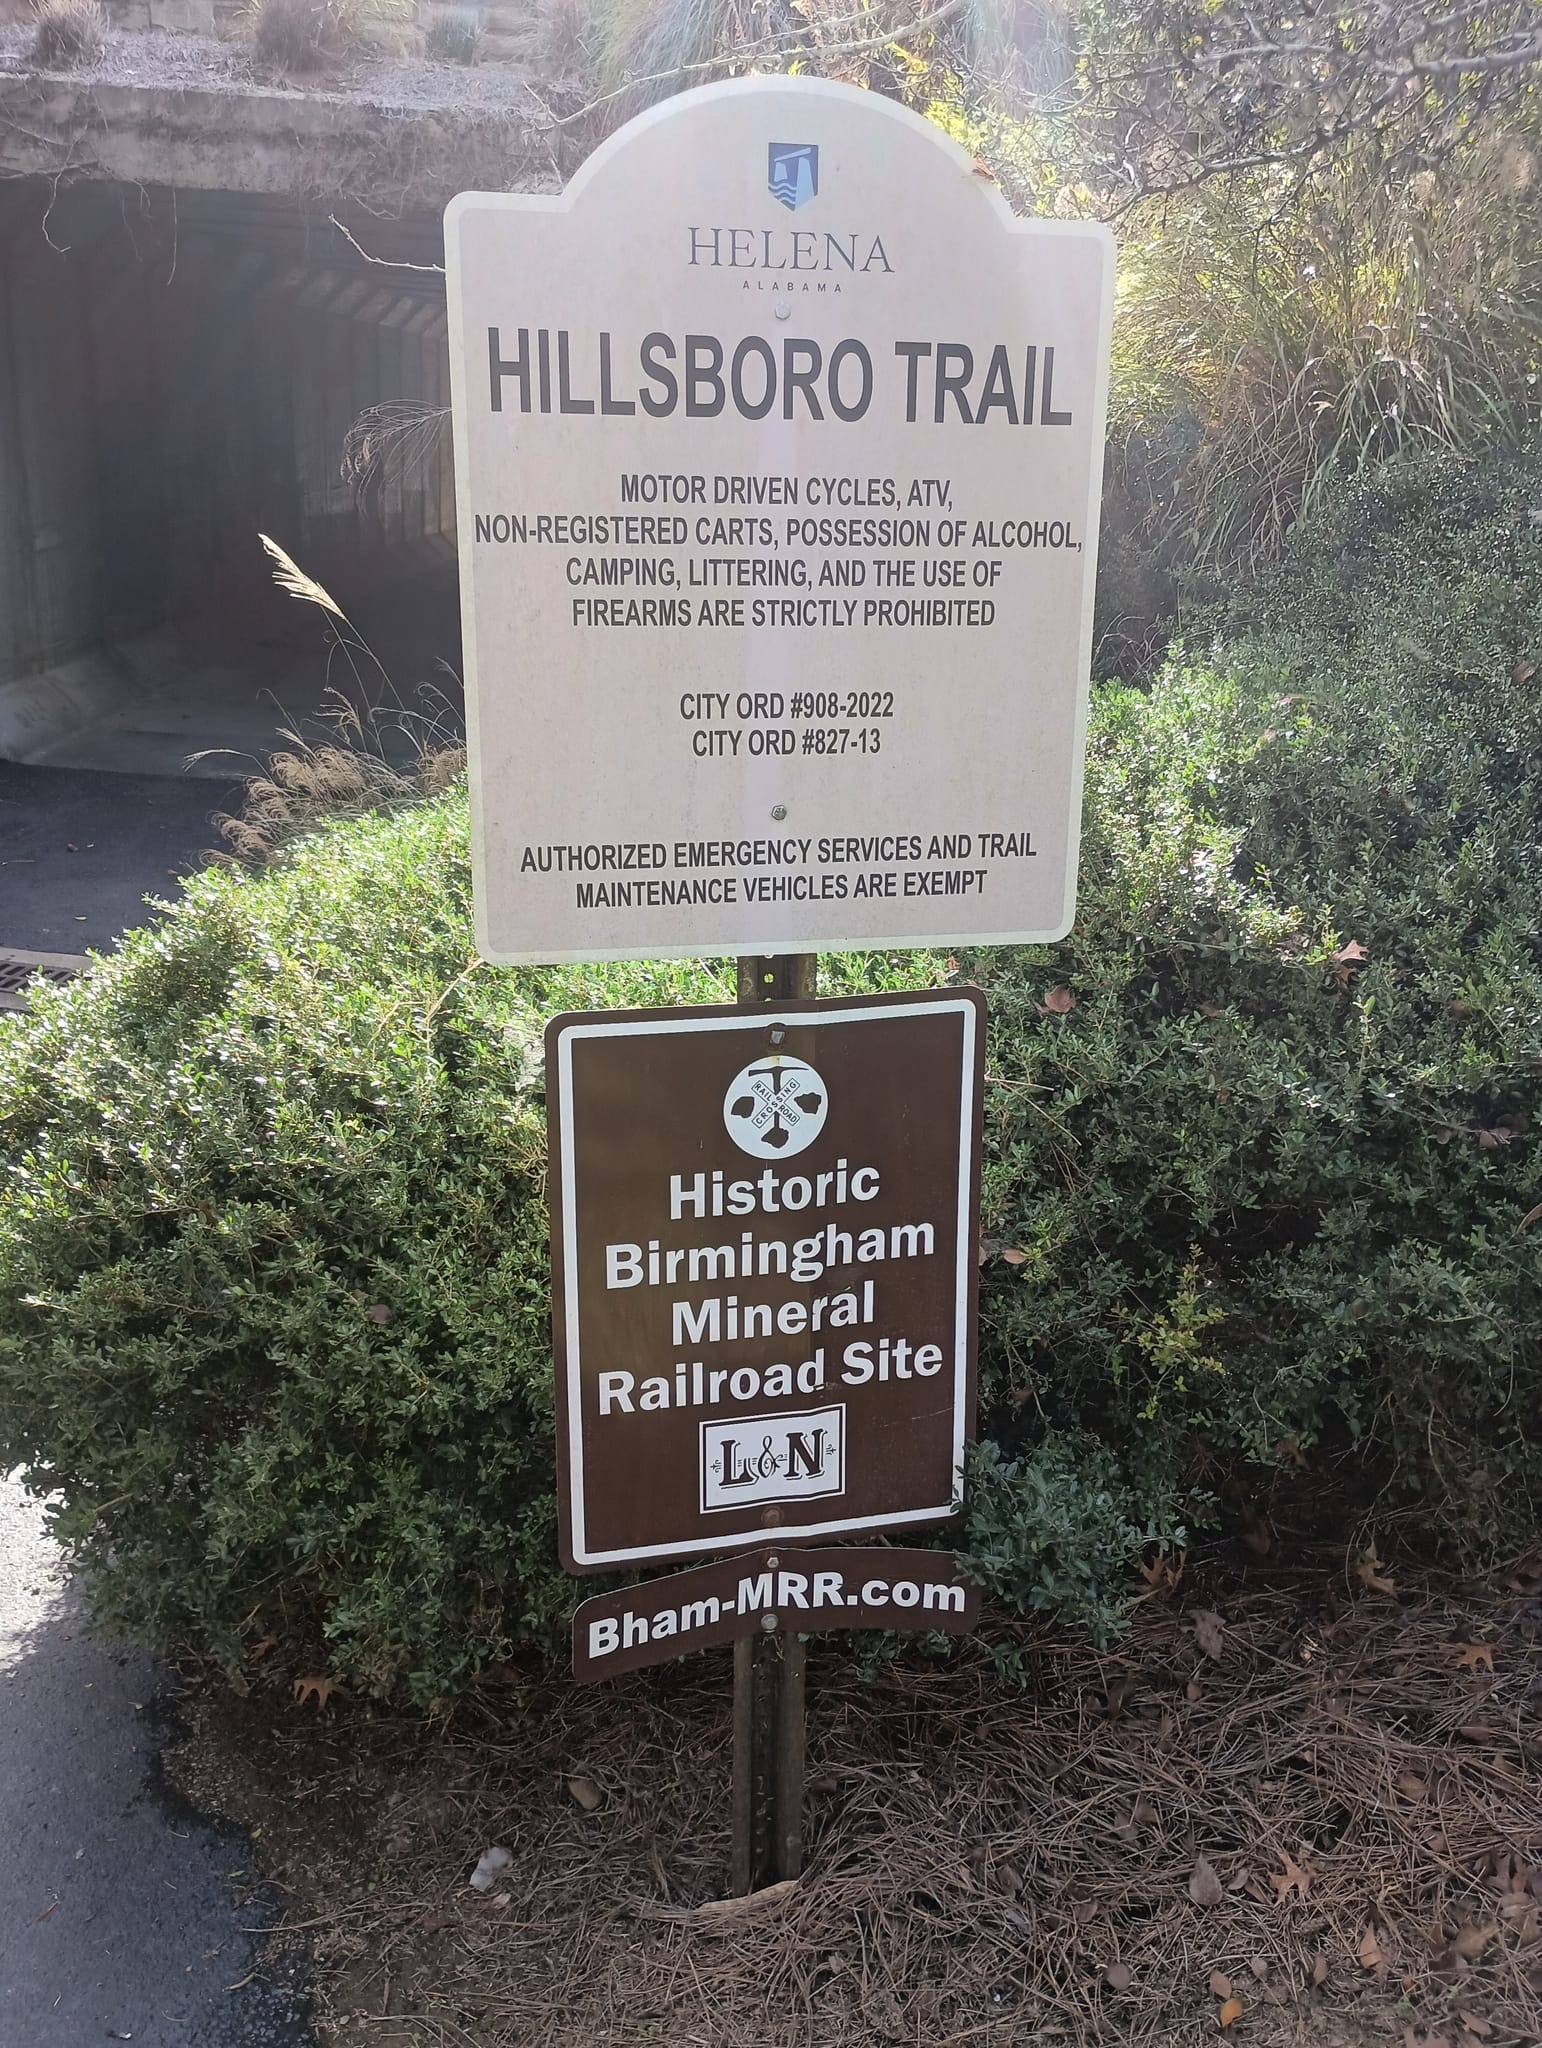 HELENA
ALABAMA
HILLSBORO TRAIL
MOTOR DRIVEN CYCLES, ATV,
NON-REGISTERED CARTS, POSSESSION OF ALCOHOL,
CAMPING, LITTERING, AND THE USE OF
FIREARMS ARE STRICTLY PROHIBITED
CITY ORD #908-2022
CITY ORD #827-13
AUTHORIZED EMERGENCY SERVICES AND TRAIL
MAINTENANCE VEHICLES ARE EXEMPT
RAILROAD
CROSSING
Historic
Birmingham
Mineral
Railroad Site
L&N
Bham-MRR.com